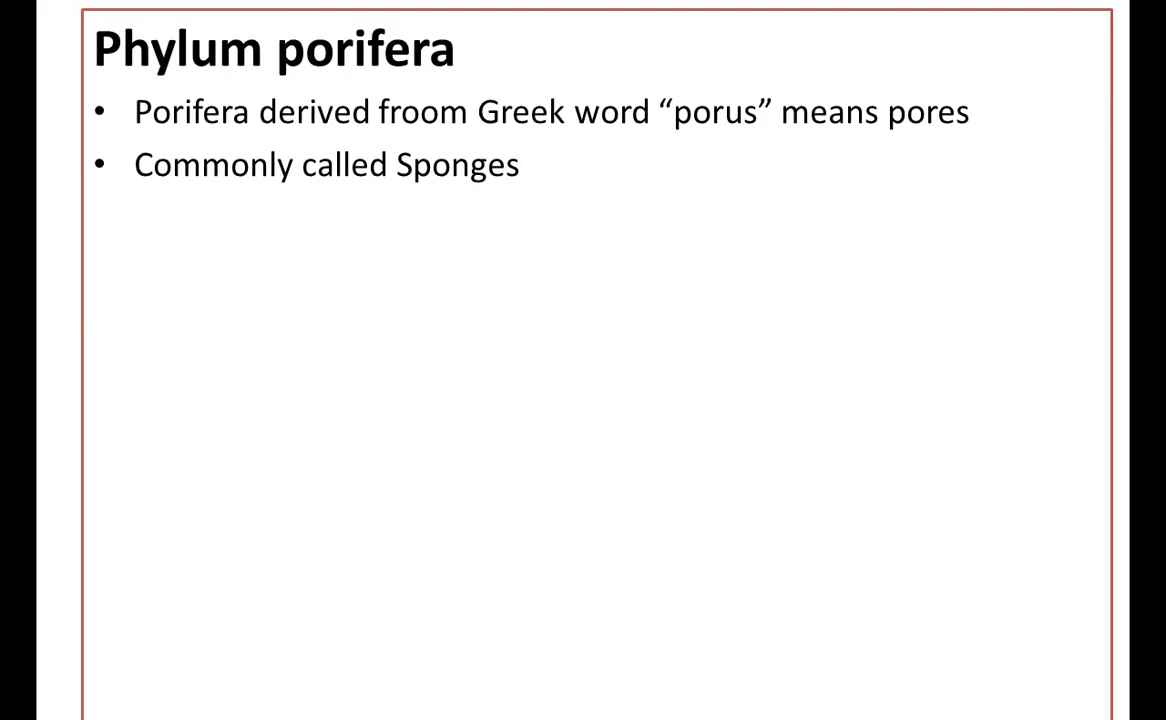 Phylum porifera
• Porifera derived froom Greek word “porus” means pores
• Commonly called Sponges